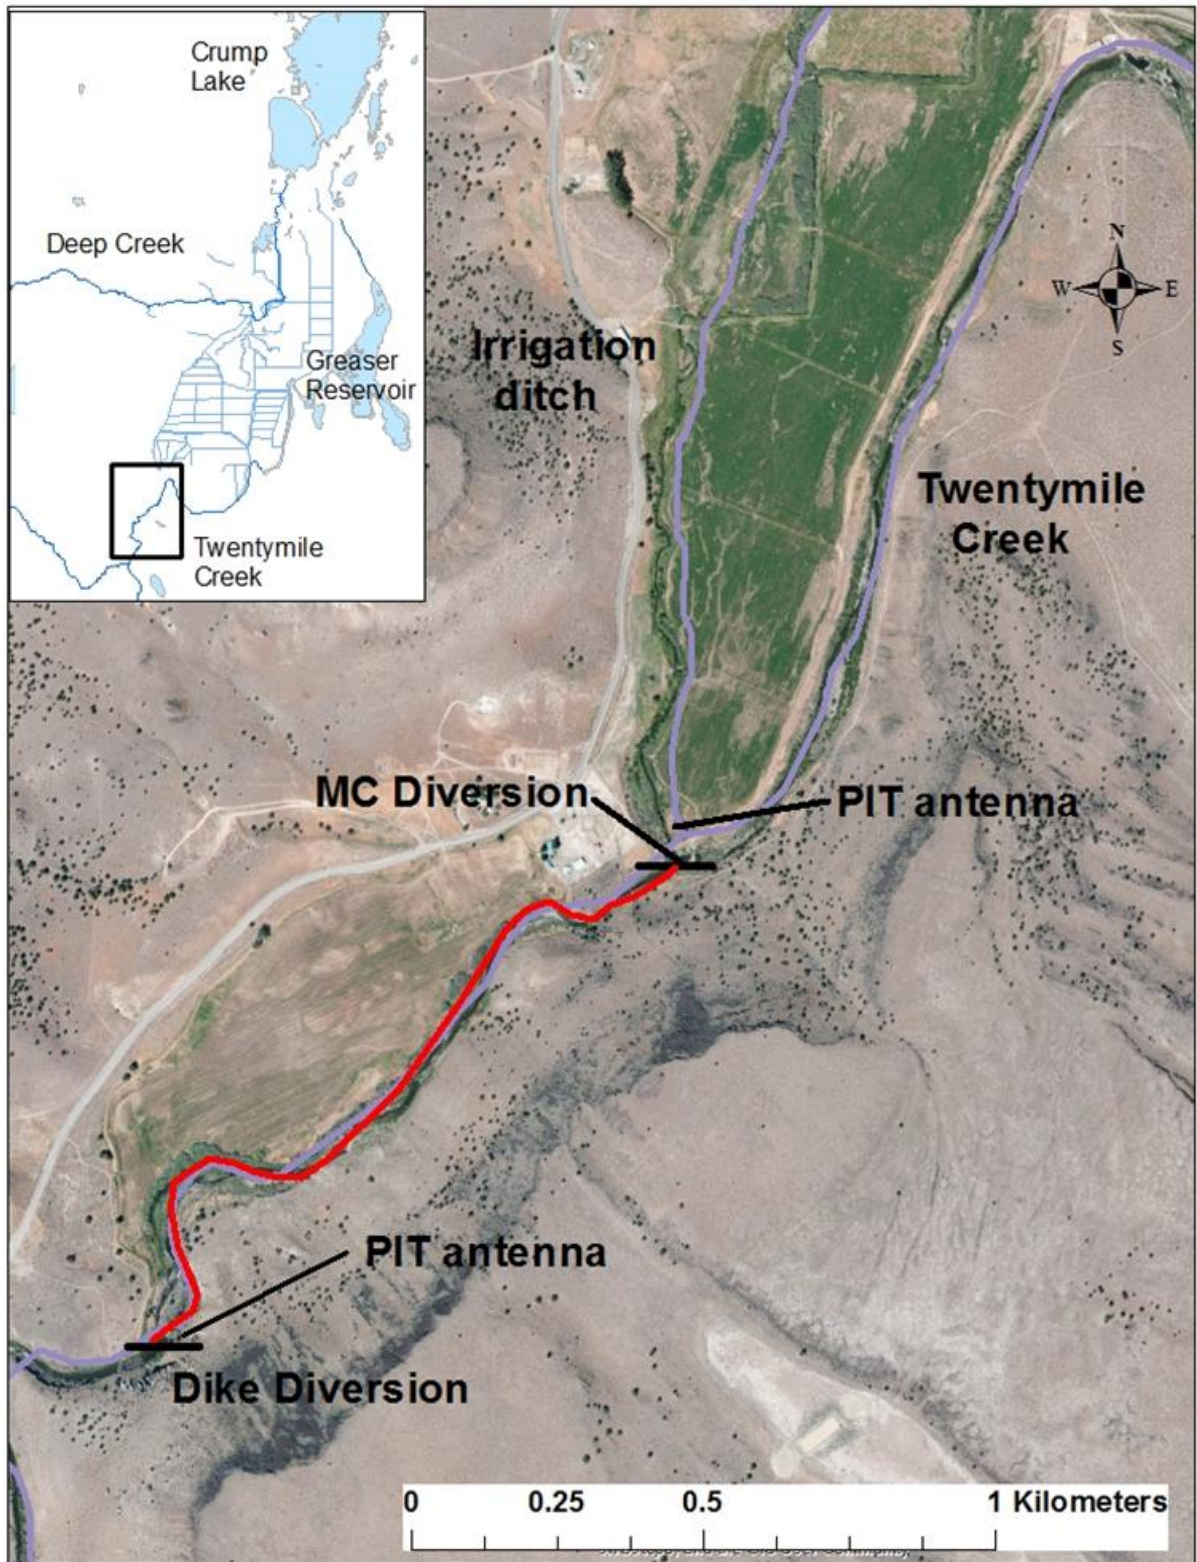 Crump
Lake
Deep Creek
Greaser
Reservoir
Twentymile
Creek
N
W E
S
Irrigation
ditch
Twentymile
Creek
MC Diversion
PIT antenna
PIT antenna
Dike Diversion
0 0.25 0.5 1 Kilometers